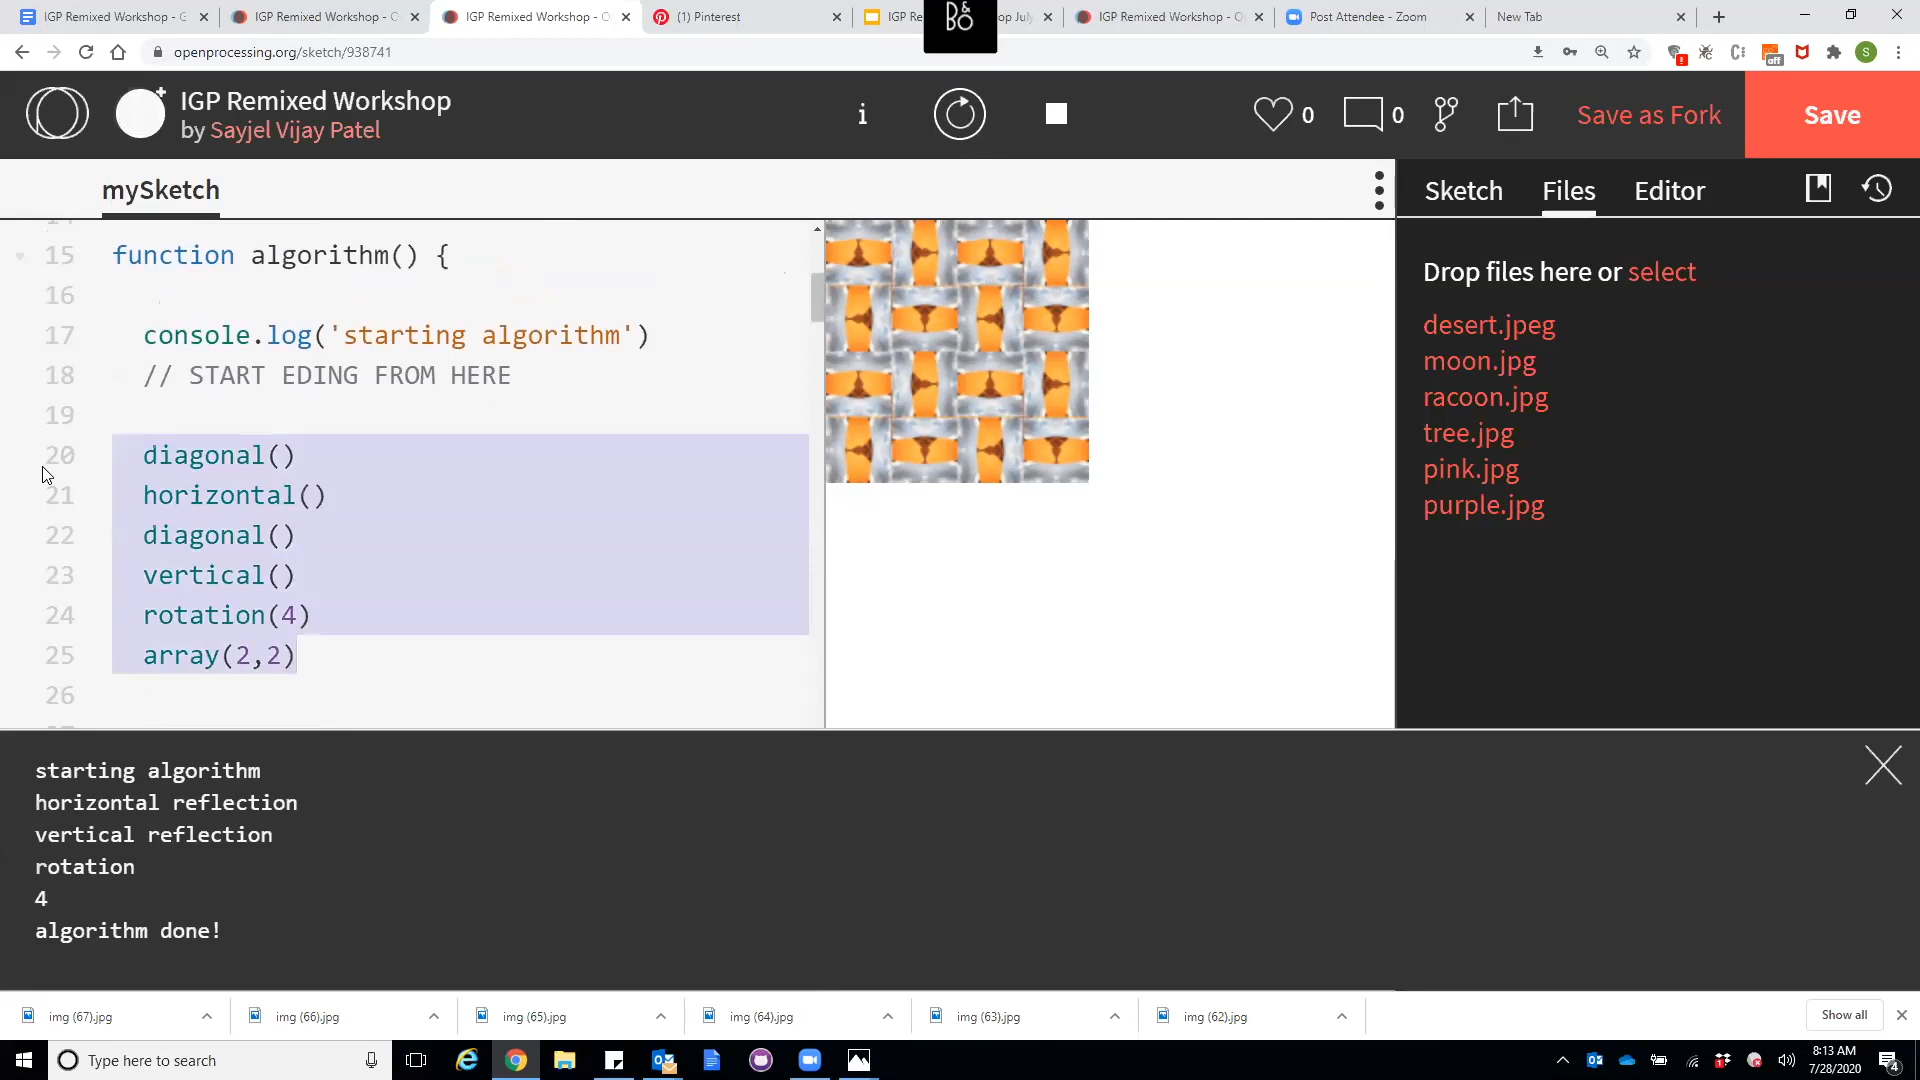 IGP Remixed Workshop - G
IGP Remixed Workshop - O
IGP Remixed Workshop - O
(1) Pinterest
IGP Re
op July
IGP Remixed Workshop - O
Post Attendee - Zoom
New Tab
B&O
openprocessing.org/sketch/938741
off
S
IGP Remixed Workshop
by Sayjel Vijay Patel
i
0
0
Save as Fork
Save
mySketch
Sketch
Files
Editor
15 function algorithm() {
16
17 console.log('starting algorithm')
18 // START EDING FROM HERE
19
20 diagonal()
21 horizontal()
22 diagonal()
23 vertical()
24 rotation(4)
25 array(2,2)
26
Drop files here or select
desert.jpeg
moon.jpg
racoon.jpg
tree.jpg
pink.jpg
purple.jpg
starting algorithm
horizontal reflection
vertical reflection
rotation
4
algorithm done!
img (67).jpg
img (66).jpg
img (65).jpg
img (64).jpg
img (63).jpg
img (62).jpg
Show all
Type here to search
8:13 AM
7/28/2020
4